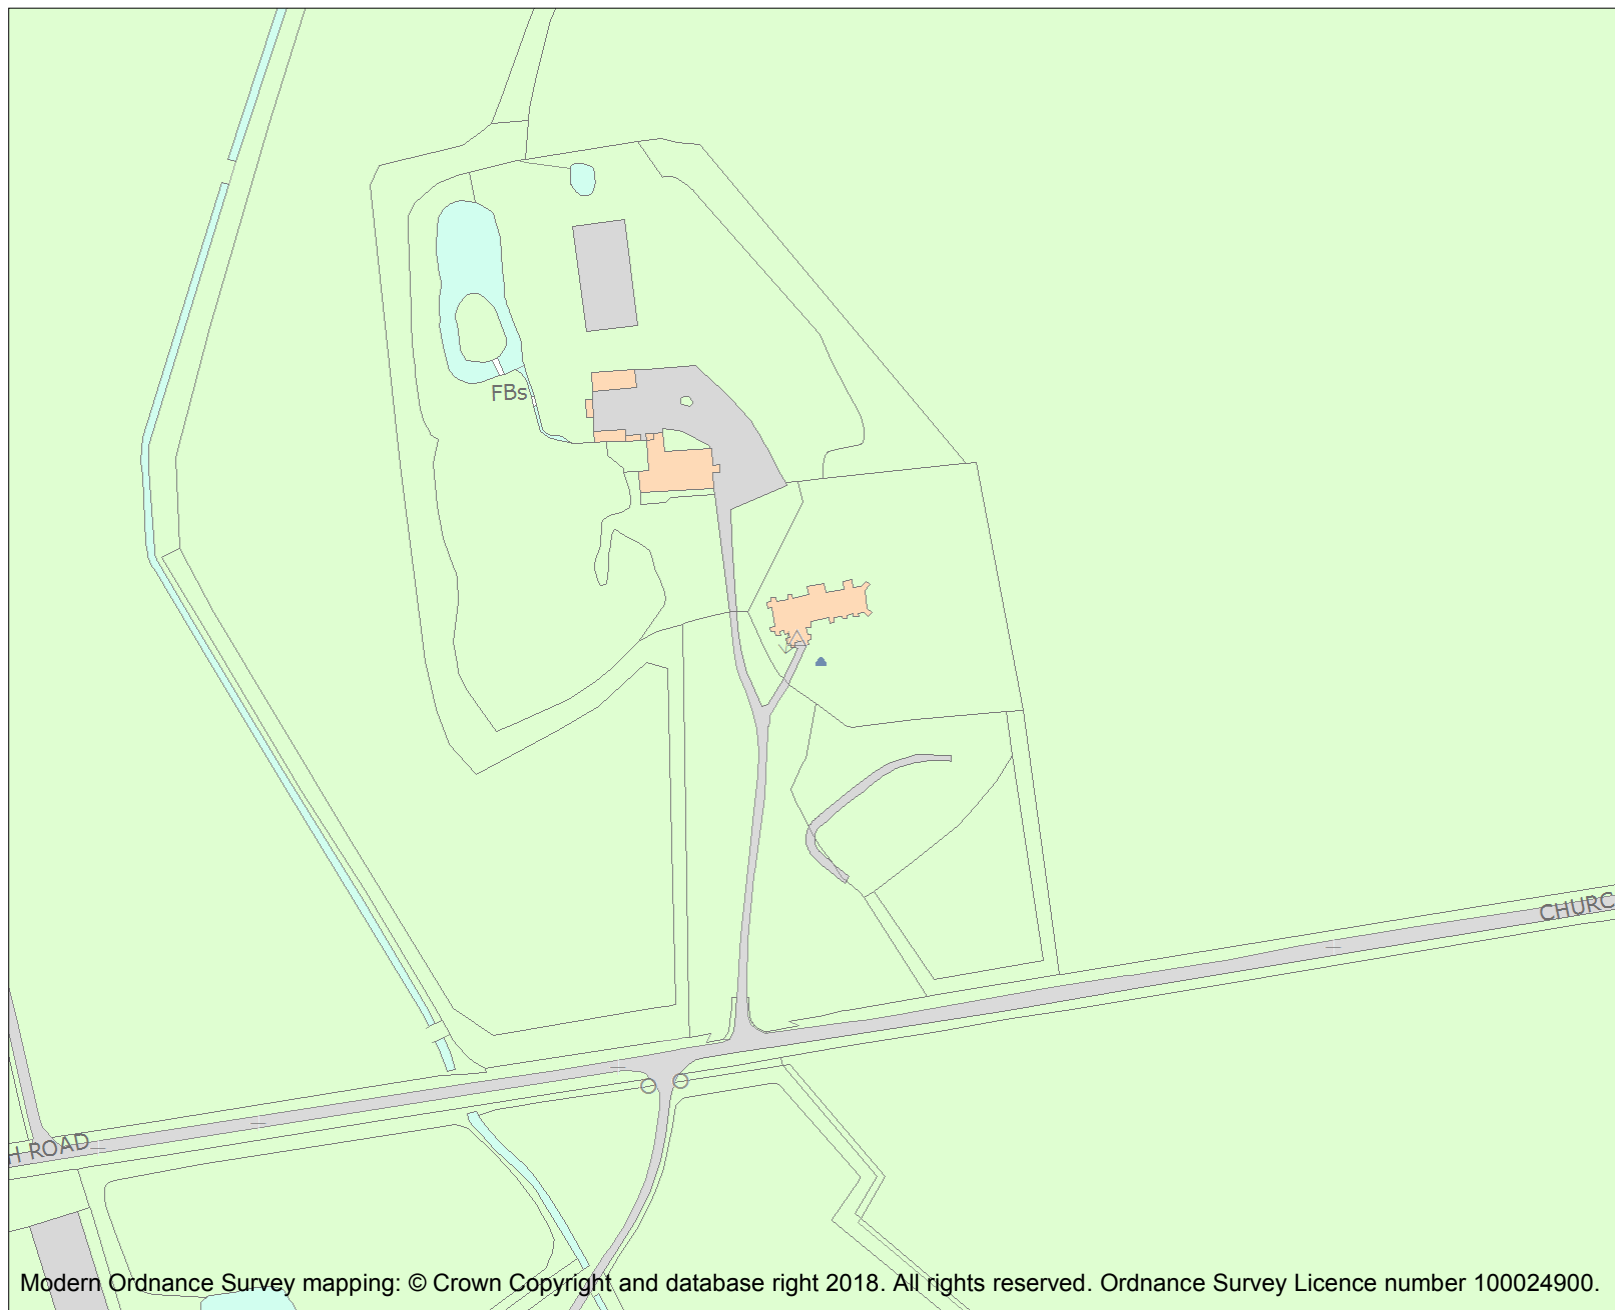 FBs
CHURC
H ROAD
Modern Ordnance Survey mapping: © Crown Copyright and database right 2018. All rights reserved. Ordnance Survey Licence number 100024900.